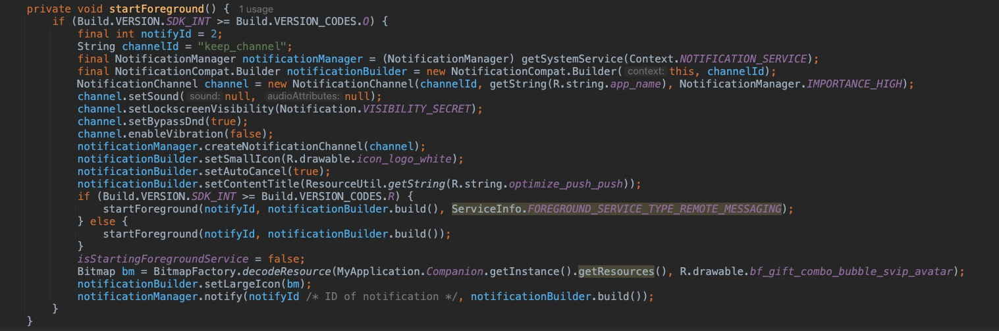 private void startForeground() { 1 usage
if (Build.VERSION.SDK_INT >= Build.VERSION_CODES.O) {
final int notifyId = 2;
String channelId = "keep_channel";
final NotificationManager notificationManager = (NotificationManager) getSystemService(Context.NOTIFICATION_SERVICE);
final NotificationCompat.Builder notificationBuilder = new NotificationCompat.Builder( context: this, channelId);
NotificationChannel channel = new NotificationChannel(channelId, getString(R.string.app_name), NotificationManager.IMPORTANCE_HIGH);
channel.setSound( sound: null, audioAttributes: null);
channel.setLockscreenVisibility(Notification.VISIBILITY_SECRET);
channel.setBypassDnd(true);
channel.enableVibration(false);
notificationManager.createNotificationChannel(channel);
notificationBuilder.setSmallIcon(R.drawable.icon_logo_white);
notificationBuilder.setAutoCancel(true);
notificationBuilder.setContentTitle(ResourceUtil.getString(R.string.optimize_push_push));
if (Build.VERSION.SDK_INT >= Build.VERSION_CODES.R) {
startForeground(notifyId, notificationBuilder.build(), ServiceInfo.FOREGROUND_SERVICE_TYPE_REMOTE_MESSAGING);
} else {
startForeground(notifyId, notificationBuilder.build());
}
isStartingForegroundService = false;
Bitmap bm = BitmapFactory.decodeResource(MyApplication.Companion.getInstance().getResources(), R.drawable.bf_gift_combo_bubble_svip_avatar);
notificationBuilder.setLargeIcon(bm);
notificationManager.notify(notifyId /* ID of notification */, notificationBuilder.build());
}
}